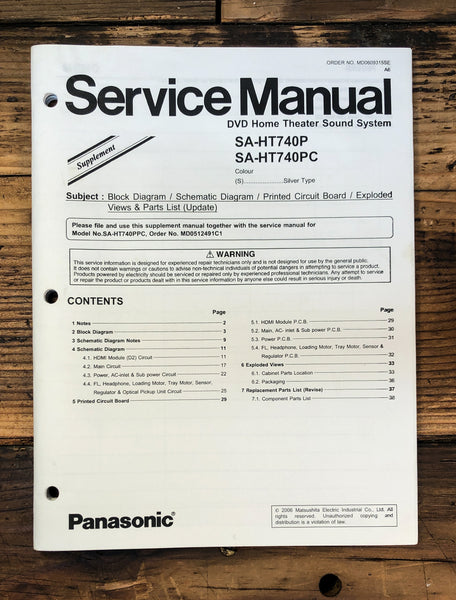 ORDER NO. MD0609315SE
AE
Service Manual
DVD Home Theater Sound System
Supplement
SA-HT740P
SA-HT740PC
Colour
(S).......................Silver Type
Subject : Block Diagram / Schematic Diagram / Printed Circuit Board / Exploded
Views & Parts List (Update)
Please file and use this supplement manual together with the service manual for
Model No.SA-HT740PPC, Order No. MD0512491C1
⚠ WARNING
This service information is designed for experienced repair technicians only and is not designed for use by the general public.
It does not contain warnings or cautions to advise non-technical individuals of potential dangers in attempting to service a product.
Products powered by electricity should be serviced or repaired only by experienced professional technicians. Any attempt to service
or repair the product or products dealt with in this service information by anyone else could result in serious injury or death.
CONTENTS
Page
1 Notes 2
2 Block Diagram 3
3 Schematic Diagram Notes 9
4 Schematic Diagram 11
4.1. HDMI Module (D2) Circuit 11
4.2. Main Circuit 17
4.3. Power, AC-inlet & Sub power Circuit 22
4.4. FL, Headphone, Loading Motor, Tray Motor, Sensor,
Regulator & Optical Pickup Unit Circuit 25
5 Printed Circuit Board 29
Page
5.1. HDMI Module P.C.B. 29
5.2. Main, AC- inlet & Sub power P.C.B. 30
5.3. Power P.C.B. 31
5.4. FL, Headphone, Loading Motor, Tray Motor, Sensor &
Regulator P.C.B. 32
6 Exploded Views 33
6.1. Cabinet Parts Location 33
6.2. Packaging 36
7 Replacement Parts List (Revise) 37
7.1. Component Parts List 38
Panasonic®
© 2006 Matsushita Electric Industrial Co., Ltd. All
rights reserved. Unauthorized copying and
distribution is a violation of law.